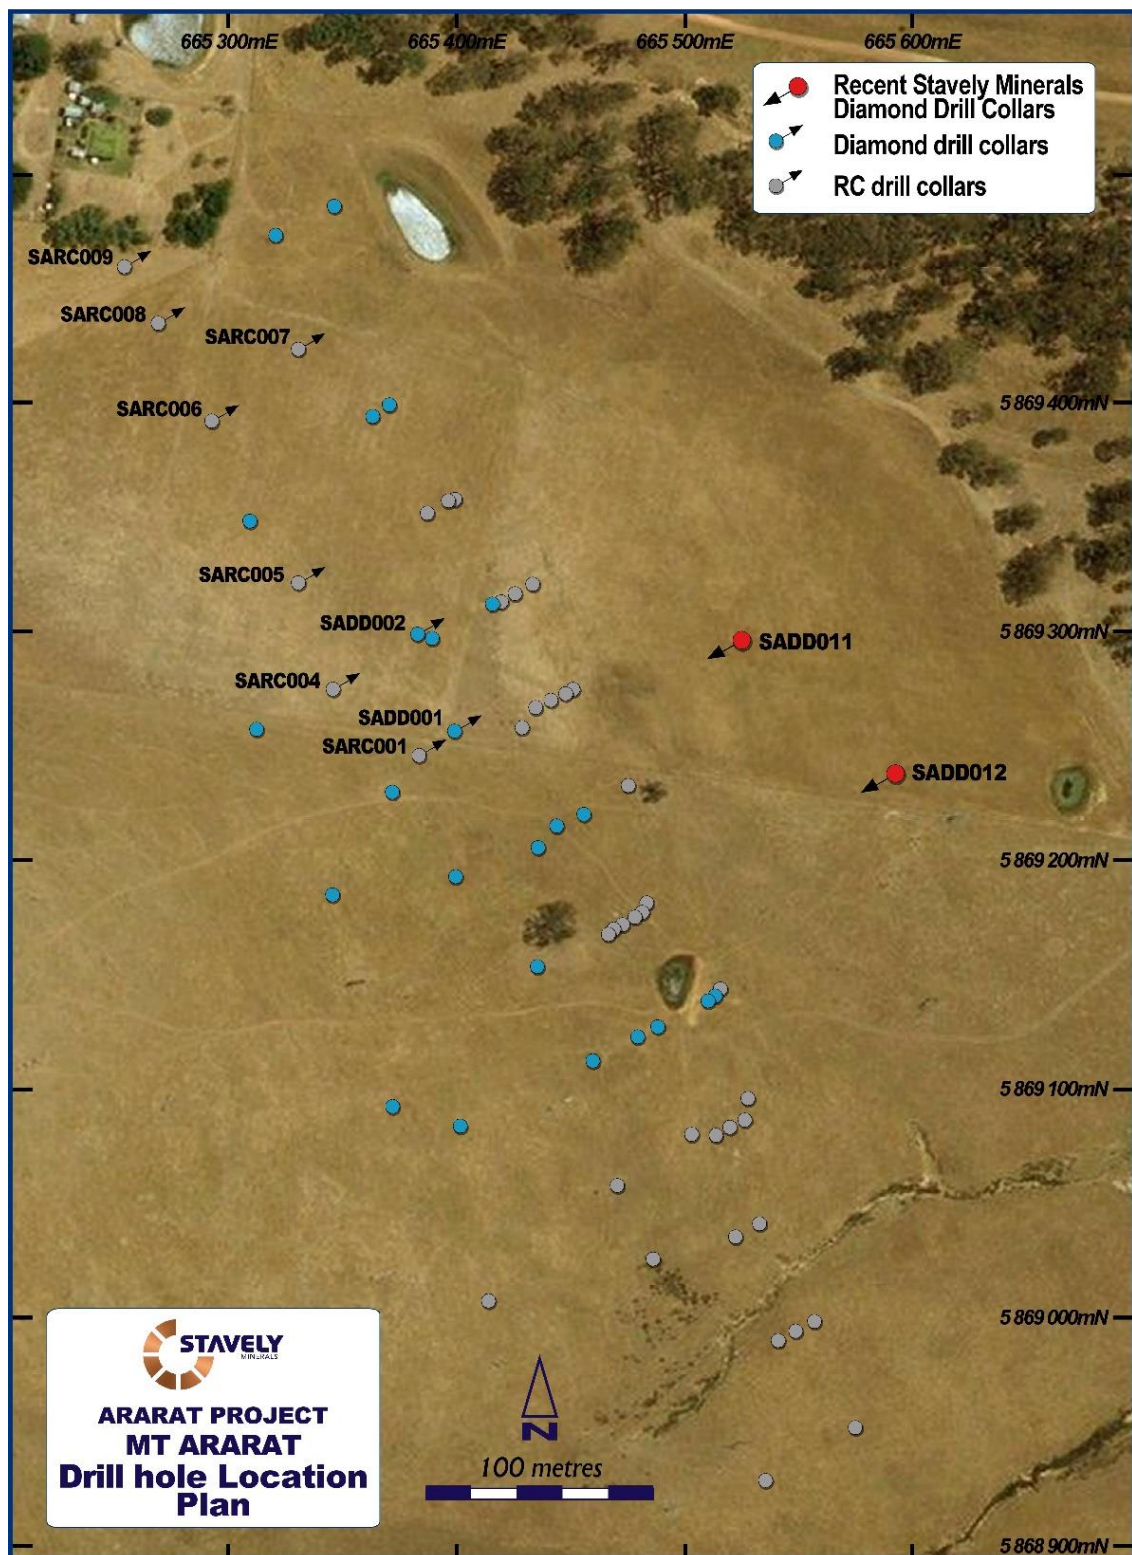 665 300mE
665 400mE
665 500mE
665 600mE
Recent Stavely Minerals
Diamond Drill Collars
Diamond drill collars
RC drill collars
SARC009
SARC008
SARC007
SARC006
5 869 400mN
SARC005
SADD002
5 869 300mN
SADD011
SARC004
SADD001
SARC001
SADD012
5 869 200mN
5 869 100mN
5 869 000mN
STAVELY
MINERALS
ARARAT PROJECT
MT ARARAT
Drill hole Location
Plan
N
100 metres
5 868 900mN